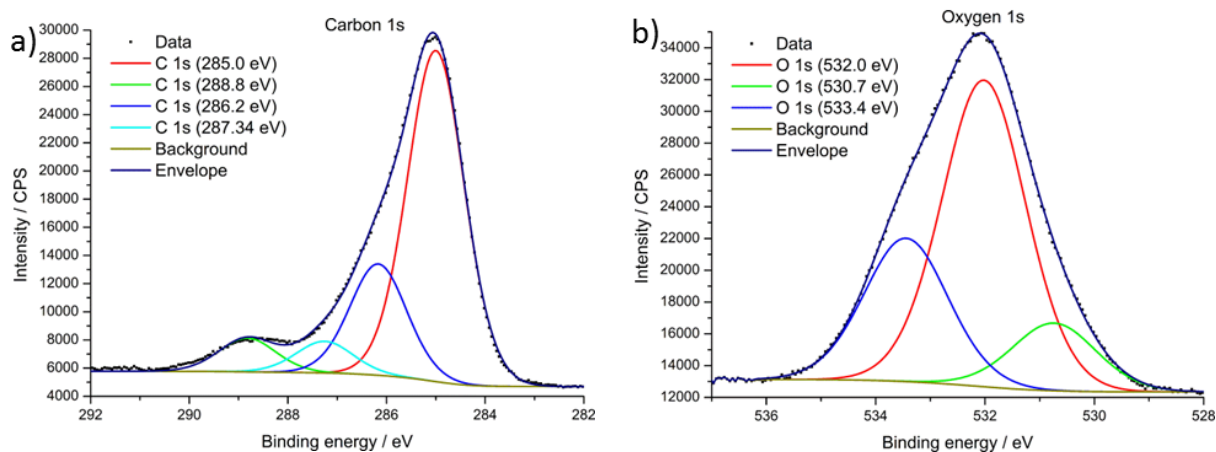 a)
Carbon 1s
Data
C 1s (285.0 eV)
C 1s (288.8 eV)
C 1s (286.2 eV)
C 1s (287.34 eV)
Background
Envelope
Intensity / CPS
30000
28000
26000
24000
22000
20000
18000
16000
14000
12000
10000
8000
6000
4000
292 290 288 286 284 282
Binding energy / eV
b)
Oxygen 1s
Data
O 1s (532.0 eV)
O 1s (530.7 eV)
O 1s (533.4 eV)
Background
Envelope
Intensity / CPS
34000
32000
30000
28000
26000
24000
22000
20000
18000
16000
14000
12000
536 534 532 530 528
Binding energy / eV